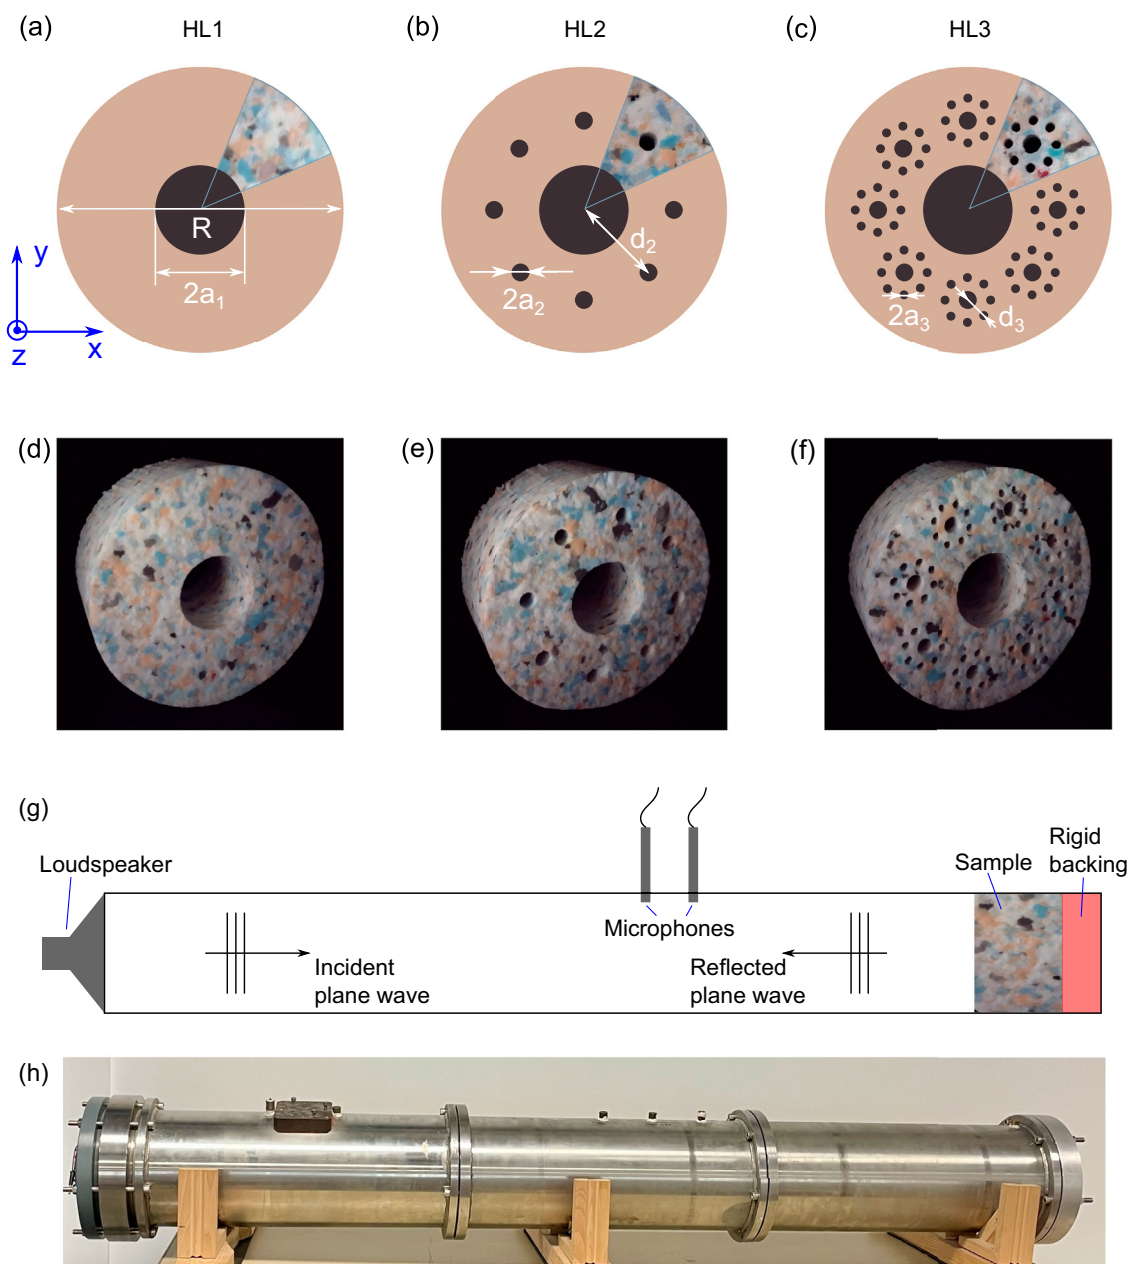 (a)
HL1
(b)
HL2
(c)
HL3
R
2a₁
d₂
2a₂
2a₃
d₃
y
z
x
(d)
(e)
(f)
(g)
Loudspeaker
Incident
plane wave
Microphones
Reflected
plane wave
Sample
Rigid
backing
(h)